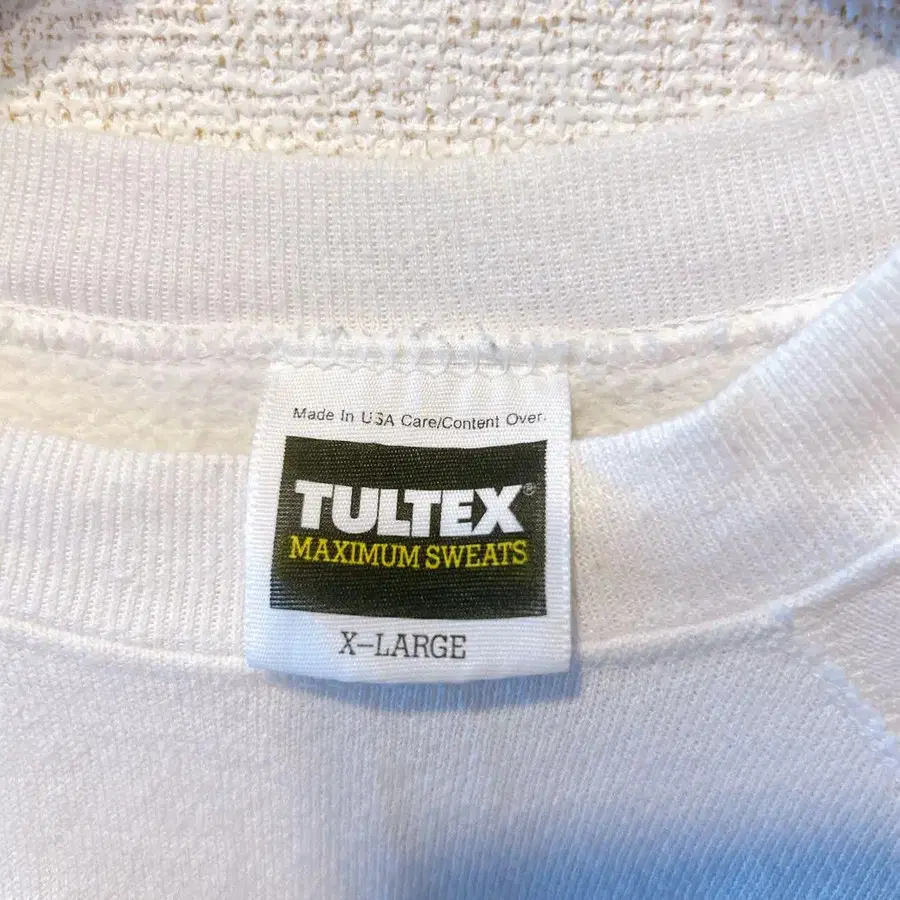 Made In USA Care/Content Over.
TULTEX®
MAXIMUM SWEATS
X-LARGE